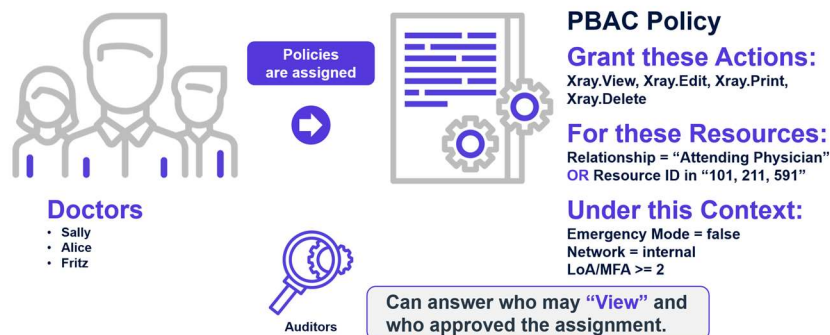 Policies
are assigned
Doctors
• Sally
• Alice
• Fritz
PBAC Policy
Grant these Actions:
Xray.View, Xray.Edit, Xray.Print,
Xray.Delete
For these Resources:
Relationship = “Attending Physician”
OR Resource ID in “101, 211, 591”
Under this Context:
Emergency Mode = false
Network = internal
LoA/MFA >= 2
Auditors
Can answer who may “View” and
who approved the assignment.